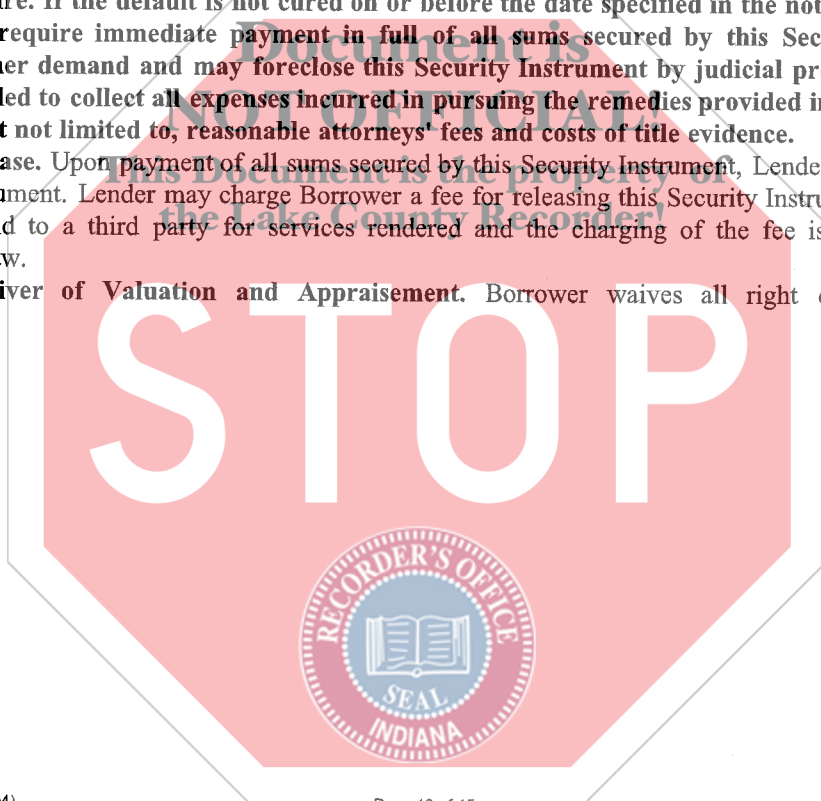 re. If the default is not cured on or before the date specified in the not
Document is
require immediate payment in full of all sums secured by this Sec
er demand and may foreclose this Security Instrument by judicial pr
NOT OFFICIAL!
led to collect all expenses incurred in pursuing the remedies provided in
t not limited to, reasonable attorneys' fees and costs of title evidence.
ase. Upon payment of all sums secured by this Security Instrument, Lende
This Document is the property of
ument. Lender may charge Borrower a fee for releasing this Security Instru
the Lake County Recorder!
d to a third party for services rendered and the charging of the fee is
w.
iver of Valuation and Appraisement. Borrower waives all right
STOP
RECORDER'S OFFICE
SEAL
INDIANA